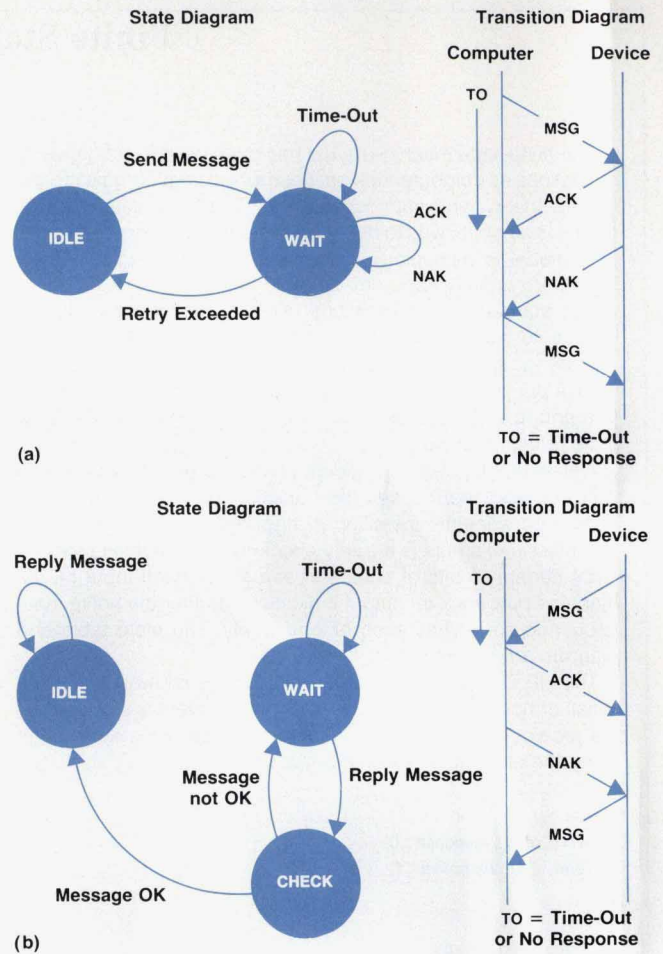 State Diagram
Transition Diagram
Computer
Device
TO
MSG
ACK
NAK
MSG
TO = Time-Out
or No Response
Time-Out
Send Message
ACK
IDLE
WAIT
NAK
Retry Exceeded
(a)
State Diagram
Transition Diagram
Computer
Device
TO
MSG
ACK
NAK
MSG
TO = Time-Out
or No Response
Reply Message
Time-Out
IDLE
WAIT
Message
not OK
Reply Message
Message OK
CHECK
(b)